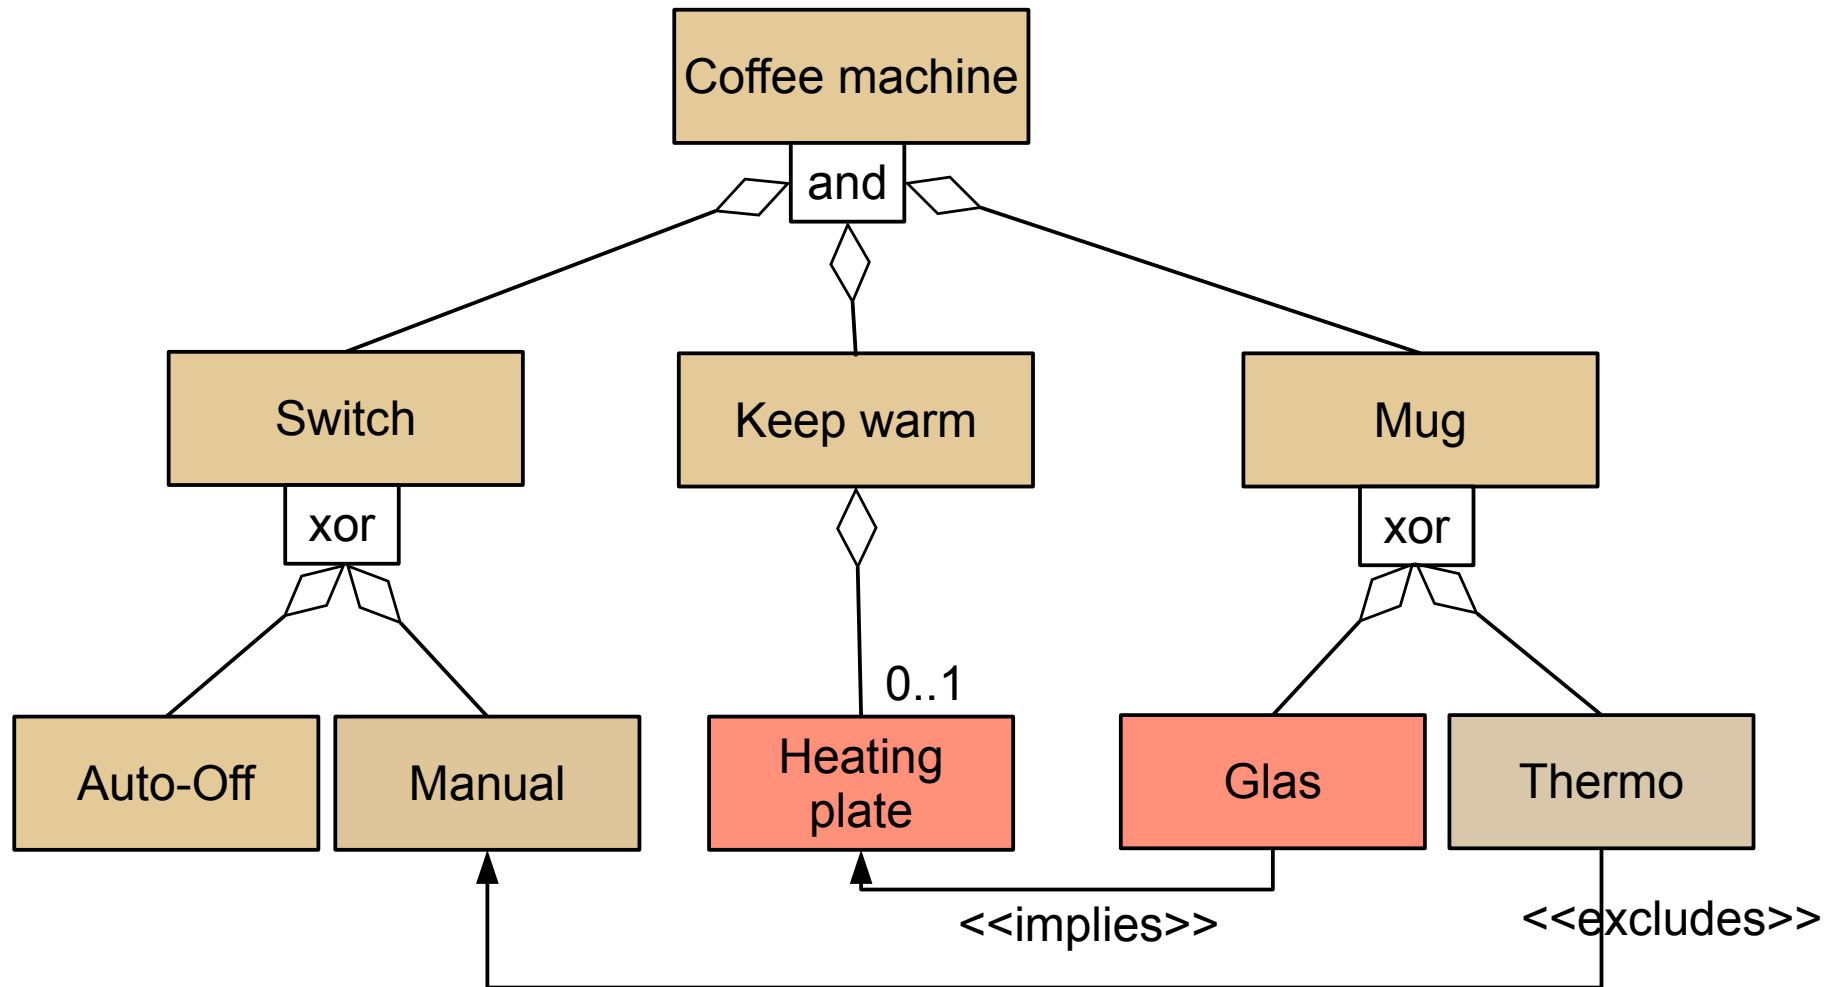 Coffee machine
and
Switch
Keep warm
Mug
xor
xor
0..1
Auto-Off
Manual
Heating
plate
Glas
Thermo
<<implies>>
<<excludes>>